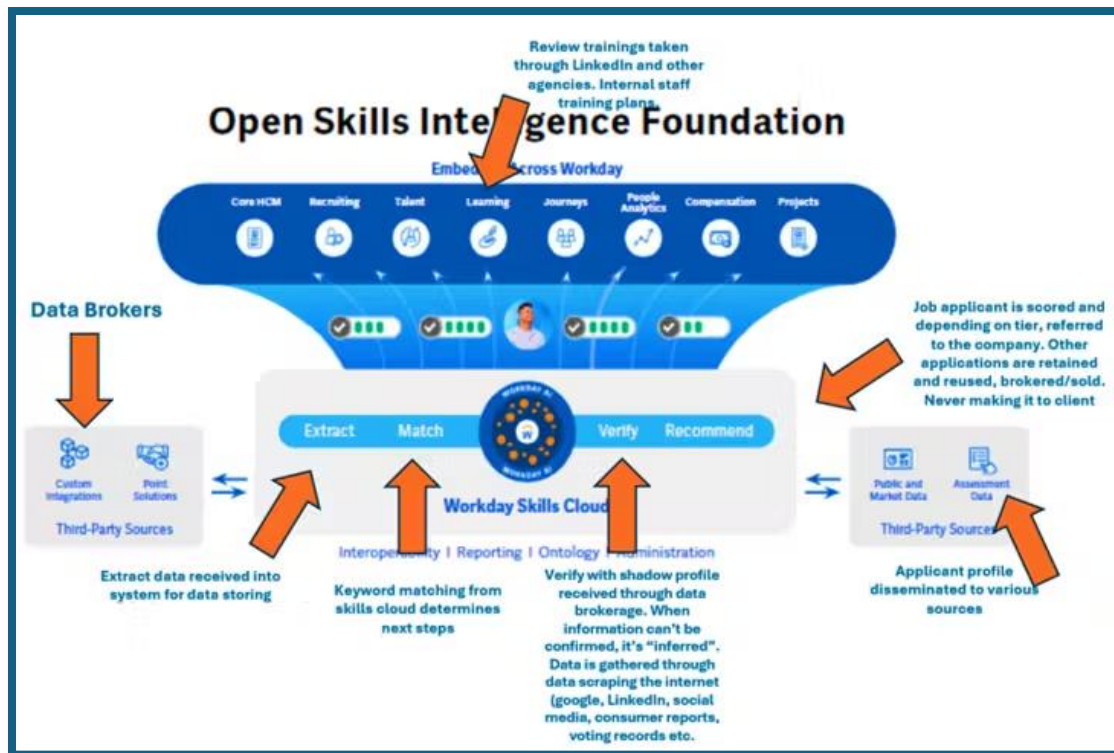 Review trainings taken
through LinkedIn and other
agencies. Internal staff
training plans.
Open Skills Intelligence Foundation
Across Workday
Core HCM
Recruiting
Talent
Learning
Journeys
People
Analytics
Compensation
Projects
Data Brokers
Job applicant is scored and
depending on tier, referred
to the company. Other
applications are retained
and reused, brokered/sold.
Never making it to client
WORKDAY AI
Extract
Match
W
Verify
Recommend
WORKDAY AI
Workday Skills Cloud
Custom
Integrations
Point
Solutions
Third-Party Sources
Public and
Market Data
Assessment
Data
Third-Party Sources
Interoperability | Reporting | Ontology | Administration
Extract data received into
system for data storing
Keyword matching from
skills cloud determines
next steps
Verify with shadow profile
received through data
brokerage. When
information can't be
confirmed, it's “inferred”.
Data is gathered through
data scraping the internet
(google, LinkedIn, social
media, consumer reports,
voting records etc.
Applicant profile
disseminated to various
sources